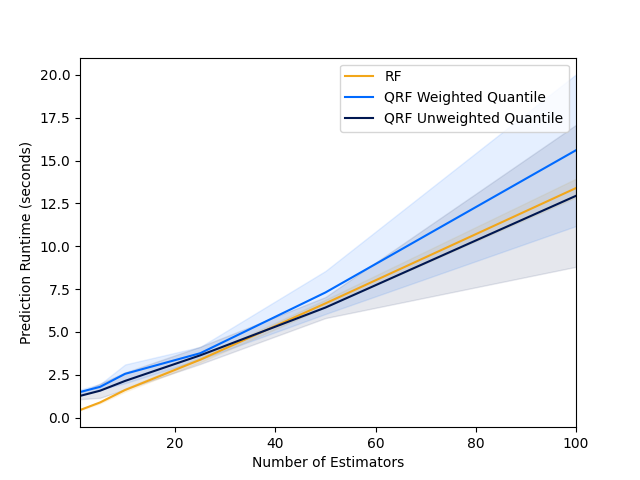 20.0
17.5
15.0
12.5
10.0
7.5
5.0
2.5
0.0
Prediction Runtime (seconds)
RF
QRF Weighted Quantile
QRF Unweighted Quantile
20 40 60 80 100
Number of Estimators